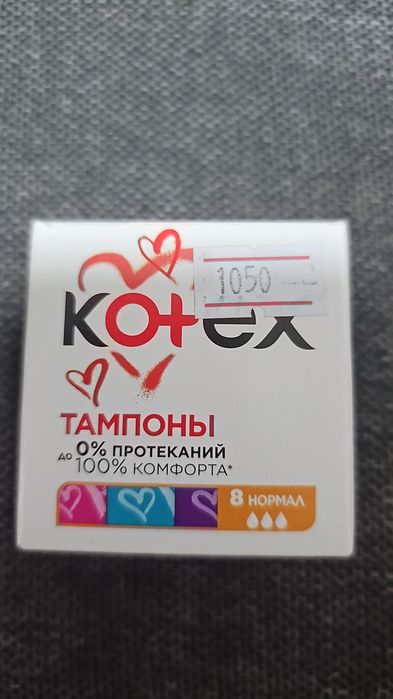 1050
Kotex
ТАМПОНЫ
до 0% ПРОТЕКАНИЙ
100% КОМФОРТА*
8 НОРМАЛ